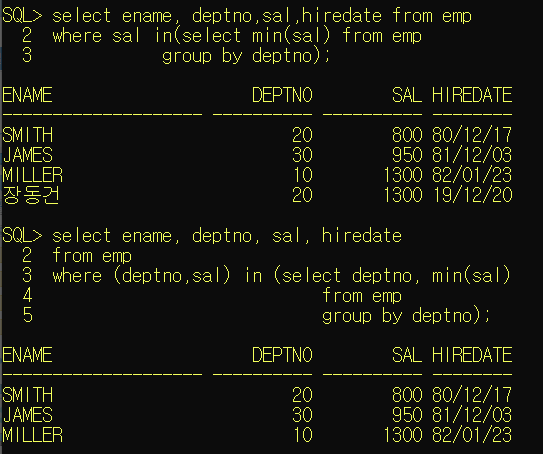 SQL> select ename, deptno,sal,hiredate from emp
2 where sal in(select min(sal) from emp
3 group by deptno);
ENAME DEPTNO SAL HIREDATE
-------------------- ---------- ---------- --------
SMITH 20 800 80/12/17
JAMES 30 950 81/12/03
MILLER 10 1300 82/01/23
장동건 20 1300 19/12/20
SQL> select ename, deptno, sal, hiredate
2 from emp
3 where (deptno,sal) in (select deptno, min(sal)
4 from emp
5 group by deptno);
ENAME DEPTNO SAL HIREDATE
-------------------- ---------- ---------- --------
SMITH 20 800 80/12/17
JAMES 30 950 81/12/03
MILLER 10 1300 82/01/23